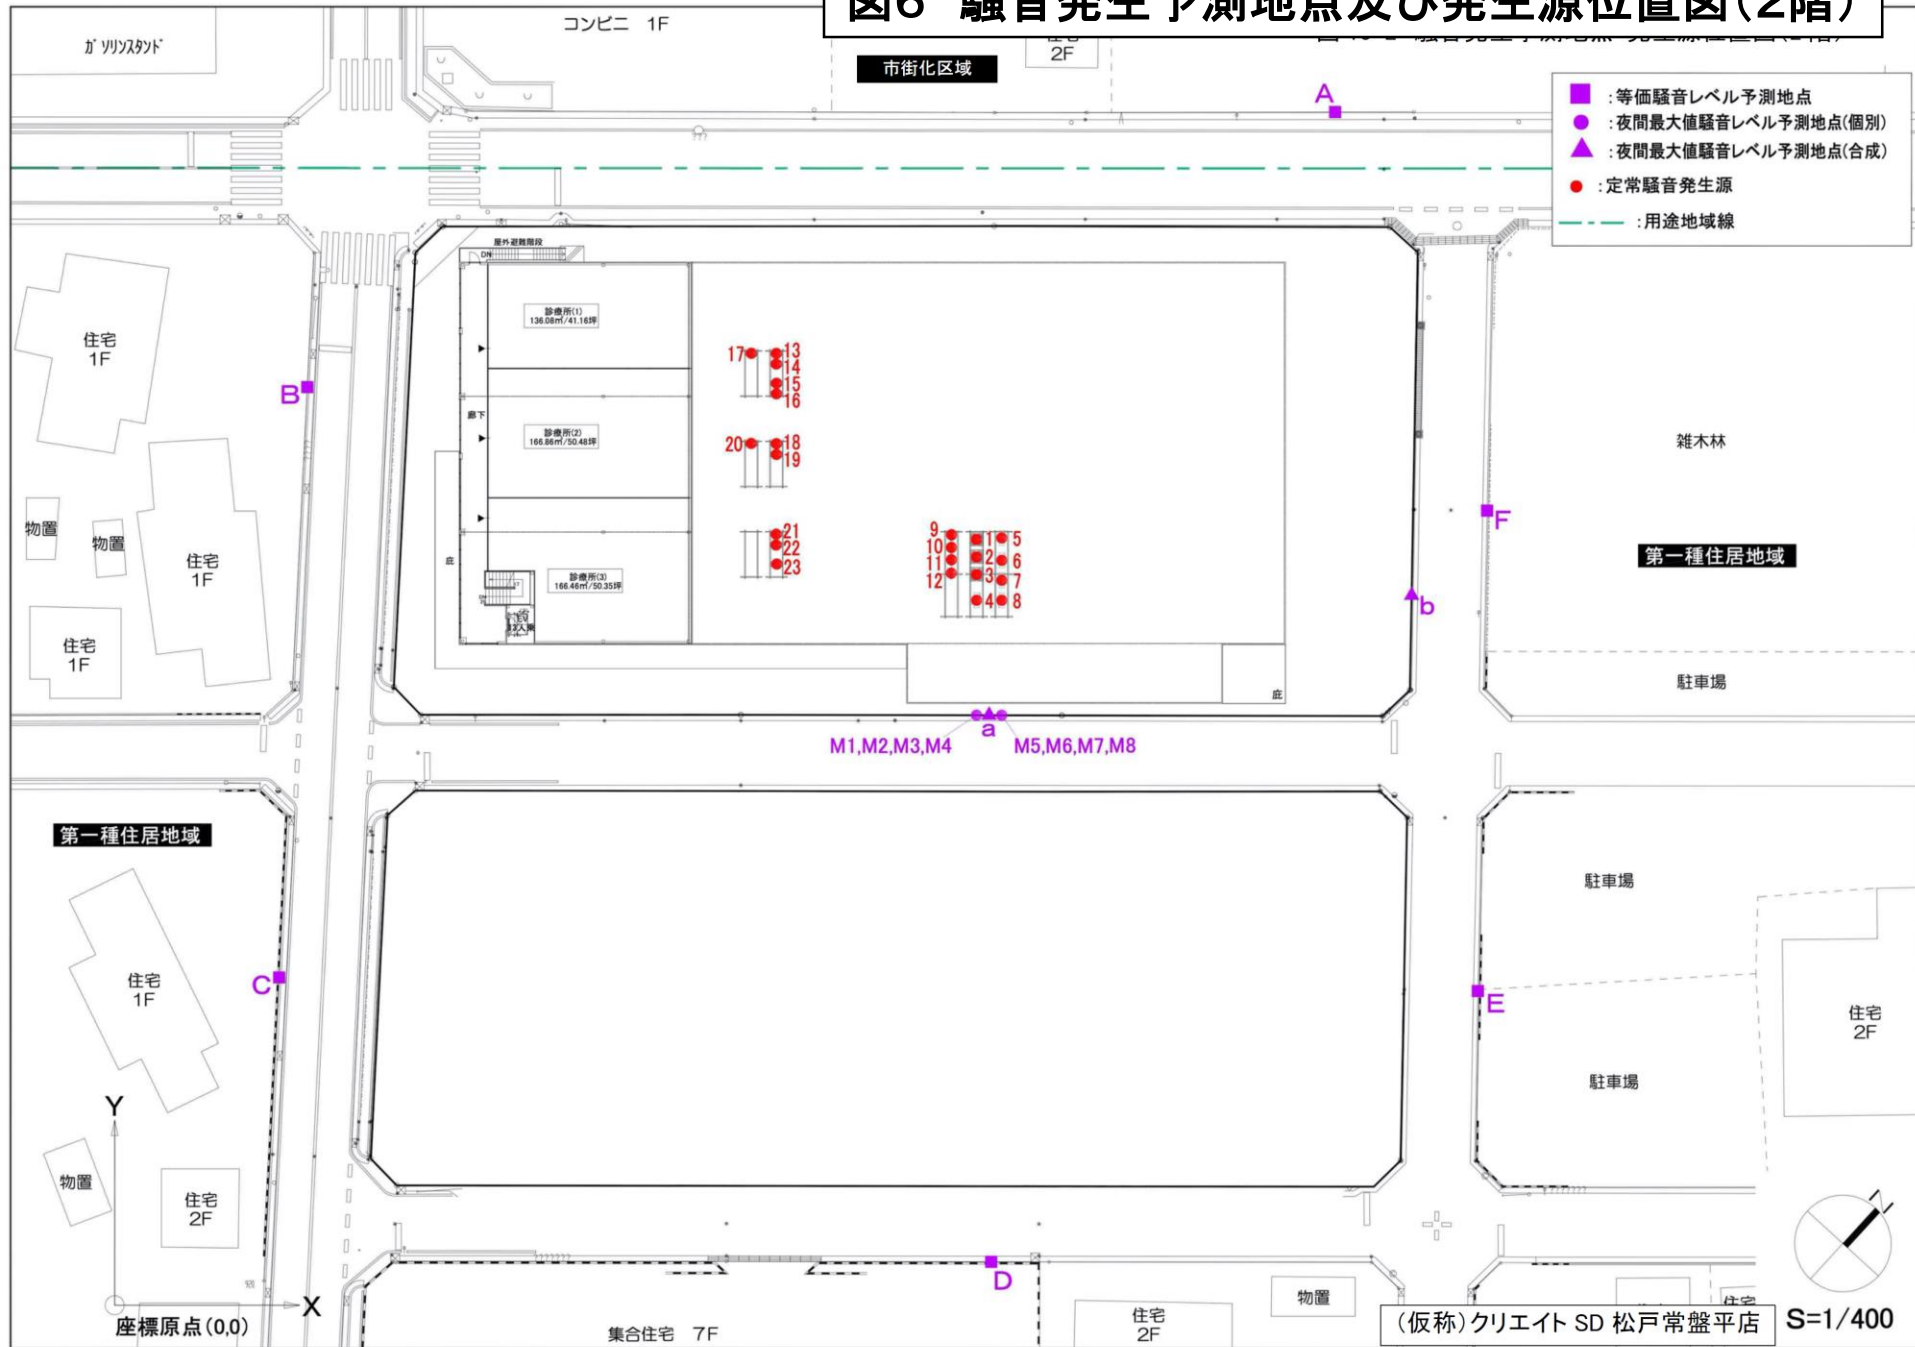 図6 騒音発生予測地点及び発生源位置図(2階)
コンビニ 1F
ガソリンスタンド
住宅
2F
市街化区域
A
:等価騒音レベル予測地点
:夜間最大値騒音レベル予測地点(個別)
:夜間最大値騒音レベル予測地点(合成)
:定常騒音発生源
:用途地域線
屋外避難階段
DN
診療所(1)
136.08㎡/41.16坪
住宅
1F
17
13
14
15
16
B
廊下
診療所(2)
166.86㎡/50.48坪
20
18
19
雑木林
物置
物置
住宅
1F
F
庇
21
22
23
9
10
11
12
1
2
3
4
5
6
7
8
第一種住居地域
診療所(3)
166.46㎡/50.35坪
b
住宅
1F
駐車場
庇
a
M1,M2,M3,M4
M5,M6,M7,M8
第一種住居地域
駐車場
C
住宅
1F
E
住宅
2F
駐車場
Y
物置
住宅
2F
D
X
座標原点(0,0)
集合住宅 7F
住宅
2F
物置
住宅
(仮称)クリエイト SD 松戸常盤平店
S=1/400